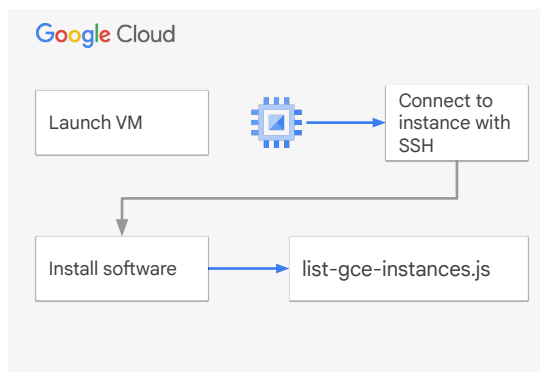 Google Cloud
Launch VM
Connect to
instance with
SSH
Install software
list-gce-instances.js